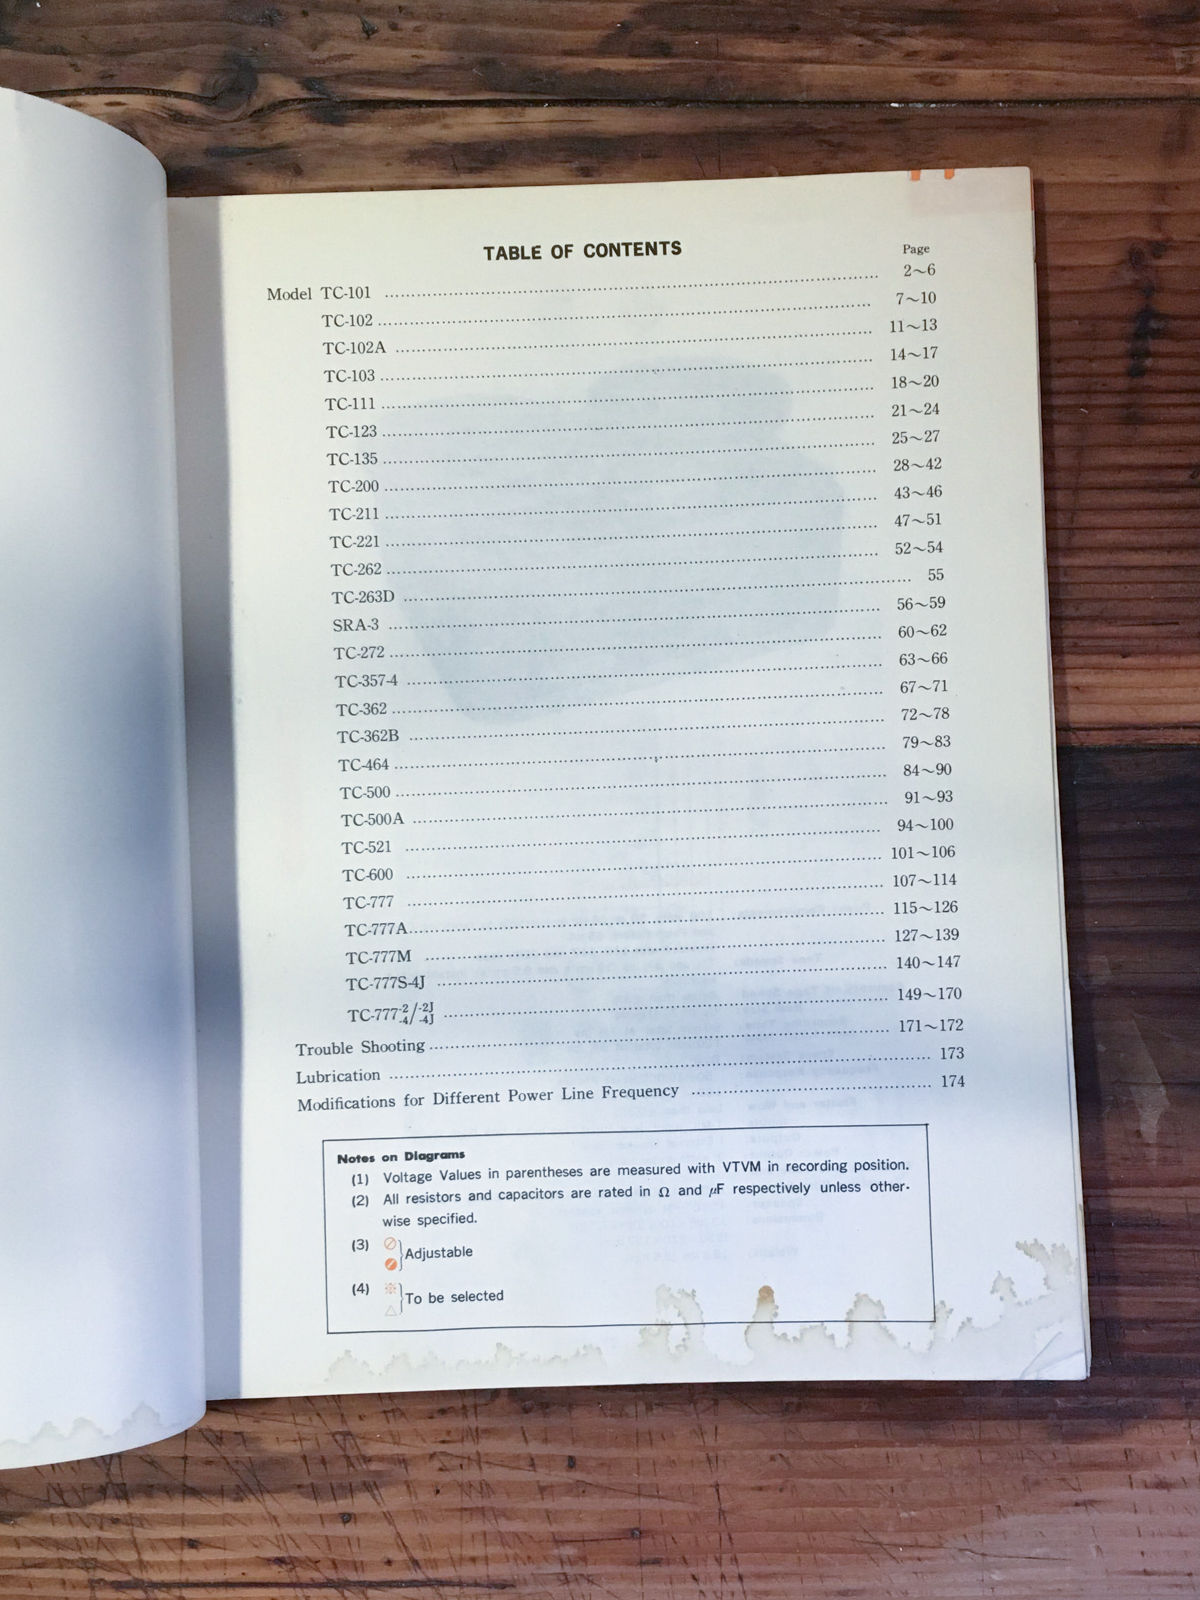 TABLE OF CONTENTS
Page
Model TC-101 .......... 2~6
TC-102 .......... 7~10
TC-102A .......... 11~13
TC-103 .......... 14~17
TC-111 .......... 18~20
TC-123 .......... 21~24
TC-135 .......... 25~27
TC-200 .......... 28~42
TC-211 .......... 43~46
TC-221 .......... 47~51
TC-262 .......... 52~54
TC-263D .......... 55
SRA-3 .......... 56~59
TC-272 .......... 60~62
TC-357-4 .......... 63~66
TC-362 .......... 67~71
TC-362B .......... 72~78
TC-464 .......... 79~83
TC-500 .......... 84~90
TC-500A .......... 91~93
TC-521 .......... 94~100
TC-600 .......... 101~106
TC-777 .......... 107~114
TC-777A .......... 115~126
TC-777M .......... 127~139
TC-777S-4J .......... 140~147
TC-777-2-4/-2J-4J .......... 149~170
Trouble Shooting .......... 171~172
Lubrication .......... 173
Modifications for Different Power Line Frequency .......... 174
Notes on Diagrams
(1) Voltage Values in parentheses are measured with VTVM in recording position.
(2) All resistors and capacitors are rated in Ω and μF respectively unless other-
wise specified.
(3) Adjustable
(4) To be selected